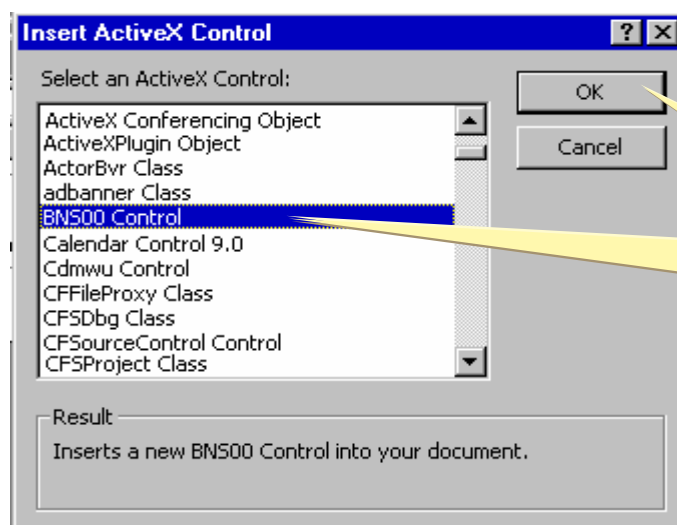 Insert ActiveX Control
?
Select an ActiveX Control:
OK
Cancel
ActiveX Conferencing Object
ActiveXPlugin Object
ActorBvr Class
adbanner Class
BNS00 Control
Calendar Control 9.0
Cdmwu Control
CFFileProxy Class
CFSDbg Class
CFSourceControl Control
CFSProject Class
Result
Inserts a new BNS00 Control into your document.